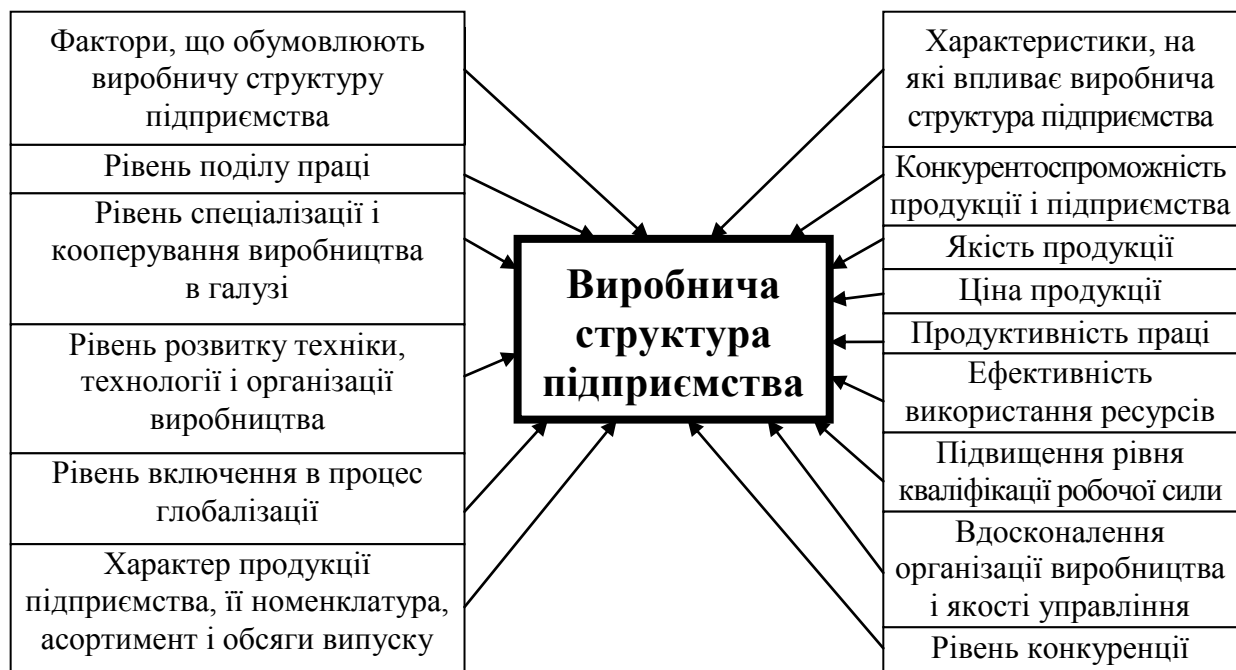 Фактори, що обумовлюють
виробничу структуру
підприємства
Рівень поділу праці
Рівень спеціалізації і
кооперування виробництва
в галузі
Рівень розвитку техніки,
технології і організації
виробництва
Рівень включення в процес
глобалізації
Характер продукції
підприємства, її номенклатура,
асортимент і обсяги випуску
Виробнича
структура
підприємства
Характеристики, на
які впливає виробнича
структура підприємства
Конкурентоспроможність
продукції і підприємства
Якість продукції
Ціна продукції
Продуктивність праці
Ефективність
використання ресурсів
Підвищення рівня
кваліфікації робочої сили
Вдосконалення
організації виробництва
і якості управління
Рівень конкуренції